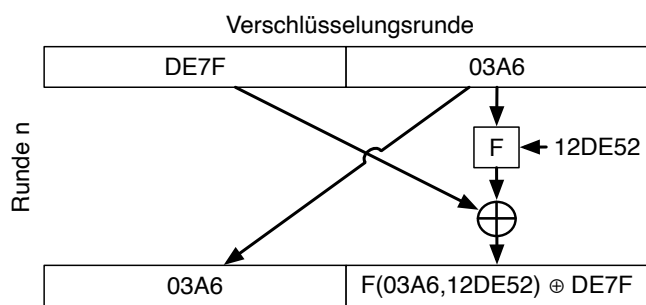 Verschlüsselungsrunde
DE7F 03A6
Runde n
F 12DE52
03A6 F(03A6,12DE52) ⊕ DE7F